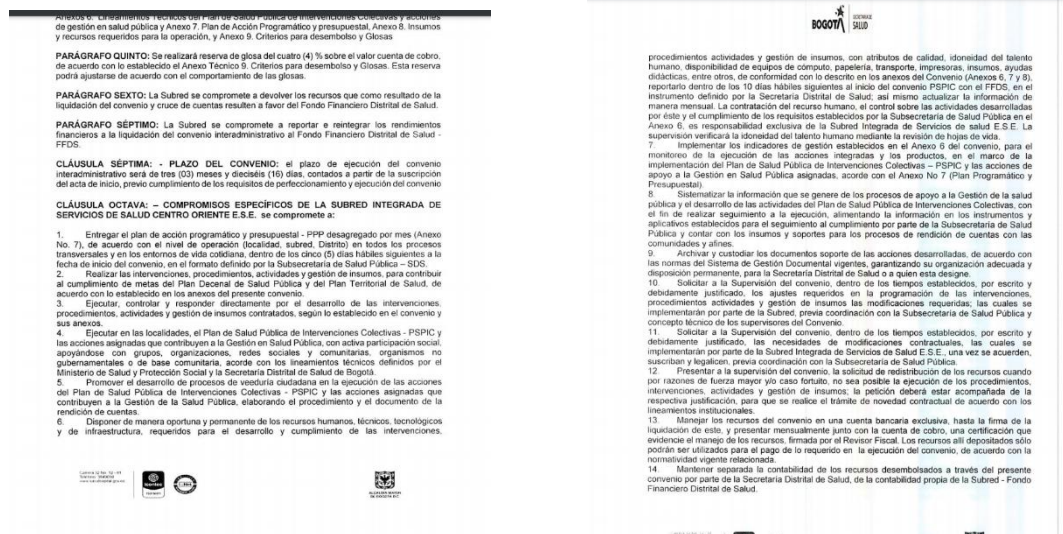 Anexos 6. Lineamientos Técnicos del Plan de Salud Pública de Intervenciones Colectivas y acciones
de gestión en salud pública y Anexo 7. Plan de Acción Programático y presupuestal, Anexo 8. Insumos
y recursos requeridos para la operación, y Anexo 9. Criterios para desembolso y Glosas
PARÁGRAFO QUINTO: Se realizará reserva de glosa del cuatro (4) % sobre el valor cuenta de cobro,
de acuerdo con lo establecido el Anexo Técnico 9. Criterios para desembolso y Glosas. Esta reserva
podrá ajustarse de acuerdo con el comportamiento de las glosas.
PARÁGRAFO SEXTO: La Subred se compromete a devolver los recursos que como resultado de la
liquidación del convenio y cruce de cuentas resulten a favor del Fondo Financiero Distrital de Salud.
PARÁGRAFO SÉPTIMO: La Subred se compromete a reportar e reintegrar los rendimientos
financieros a la liquidación del convenio interadministrativo al Fondo Financiero Distrital de Salud -
FFDS.
CLÁUSULA SÉPTIMA: - PLAZO DEL CONVENIO: el plazo de ejecución del convenio
interadministrativo será de tres (03) meses y dieciséis (16) días, contados a partir de la suscripción
del acta de inicio, previo cumplimiento de los requisitos de perfeccionamiento y ejecución del convenio
CLÁUSULA OCTAVA: – COMPROMISOS ESPECÍFICOS DE LA SUBRED INTEGRADA DE
SERVICIOS DE SALUD CENTRO ORIENTE E.S.E. se compromete a:
1. Entregar el plan de acción programático y presupuestal - PPP desagregado por mes (Anexo
No. 7), de acuerdo con el nivel de operación (localidad, subred, Distrito) en todos los procesos
transversales y en los entornos de vida cotidiana, dentro de los cinco (5) días hábiles siguientes a la
fecha de inicio del convenio, en el formato definido por la Subsecretaría de Salud Pública – SDS.
2. Realizar las intervenciones, procedimientos, actividades y gestión de insumos, para contribuir
al cumplimiento de metas del Plan Decenal de Salud Pública y del Plan Territorial de Salud, de
acuerdo con lo establecido en los anexos del presente convenio.
3. Ejecutar, controlar y responder directamente por el desarrollo de las intervenciones,
procedimientos, actividades y gestión de insumos contratados, según lo establecido en el convenio y
sus anexos.
4. Ejecutar en las localidades, el Plan de Salud Pública de Intervenciones Colectivas - PSPIC y
las acciones asignadas que contribuyen a la Gestión en Salud Pública, con activa participación social,
apoyándose con grupos, organizaciones, redes sociales y comunitarias, organismos no
gubernamentales o de base comunitaria, acorde con los lineamientos técnicos definidos por el
Ministerio de Salud y Protección Social y la Secretaría Distrital de Salud de Bogotá.
5. Promover el desarrollo de procesos de veeduría ciudadana en la ejecución de las acciones
del Plan de Salud Pública de Intervenciones Colectivas - PSPIC y las acciones asignadas que
contribuyen a la Gestión de la Salud Pública, elaborando el procedimiento y el documento de la
rendición de cuentas.
6. Disponer de manera oportuna y permanente de los recursos humanos, técnicos, tecnológicos
y de infraestructura, requeridos para el desarrollo y cumplimiento de las intervenciones,
ALCALDÍA MAYOR
DE BOGOTÁ D.C.
BOGOTÁ
SECRETARÍA DE
SALUD
procedimientos actividades y gestión de insumos, con atributos de calidad, idoneidad del talento
humano, disponibilidad de equipos de cómputo, papelería, transporte, impresoras, insumos, ayudas
didácticas, entre otros, de conformidad con lo descrito en los anexos del Convenio (Anexos 6, 7 y 8),
reportarlo dentro de los 10 días hábiles siguientes al inicio del convenio PSPIC con el FFDS, en el
instrumento definido por la Secretaría Distrital de Salud; así mismo actualizar la información de
manera mensual. La contratación del recurso humano, el control sobre las actividades desarrolladas
por éste y el cumplimiento de los requisitos establecidos por la Subsecretaría de Salud Pública en el
Anexo 6, es responsabilidad exclusiva de la Subred Integrada de Servicios de salud E.S.E. La
supervisión verificará la idoneidad del talento humano mediante la revisión de hojas de vida.
7. Implementar los indicadores de gestión establecidos en el Anexo 6 del convenio, para el
monitoreo de la ejecución de las acciones integradas y los productos, en el marco de la
implementación del Plan de Salud Pública de Intervenciones Colectivas – PSPIC y las acciones de
apoyo a la Gestión en Salud Pública asignadas, acorde con el Anexo No 7 (Plan Programático y
Presupuestal).
8. Sistematizar la información que se genere de los procesos de apoyo a la Gestión de la salud
pública y el desarrollo de las actividades del Plan de Salud Pública de Intervenciones Colectivas, con
el fin de realizar seguimiento a la ejecución, alimentando la información en los instrumentos y
aplicativos establecidos para el seguimiento al cumplimiento por parte de la Subsecretaría de Salud
Pública y contar con los insumos y soportes para los procesos de rendición de cuentas con las
comunidades y afines.
9. Archivar y custodiar los documentos soporte de las acciones desarrolladas, de acuerdo con
las normas del Sistema de Gestión Documental vigentes, garantizando su organización adecuada y
disposición permanente, para la Secretaría Distrital de Salud o a quien esta designe.
10. Solicitar a la Supervisión del convenio, dentro de los tiempos establecidos, por escrito y
debidamente justificado, los ajustes requeridos en la programación de las intervenciones,
procedimientos actividades y gestión de insumos las modificaciones requeridas; las cuales se
implementarán por parte de la Subred, previa coordinación con la Subsecretaría de Salud Pública y
concepto técnico de los supervisores del Convenio.
11. Solicitar a la Supervisión del convenio, dentro de los tiempos establecidos, por escrito y
debidamente justificado, las necesidades de modificaciones contractuales, las cuales se
implementarán por parte de la Subred Integrada de Servicios de Salud E.S.E., una vez se acuerden,
suscriban y legalicen, previa coordinación con la Subsecretaría de Salud Pública.
12. Presentar a la supervisión del convenio, la solicitud de redistribución de los recursos cuando
por razones de fuerza mayor y/o caso fortuito, no sea posible la ejecución de los procedimientos,
intervenciones, actividades y gestión de insumos; la petición deberá estar acompañada de la
respectiva justificación, para que se realice el trámite de novedad contractual de acuerdo con los
lineamientos institucionales.
13. Manejar los recursos del convenio en una cuenta bancaria exclusiva, hasta la firma de la
liquidación de este, y presentar mensualmente junto con la cuenta de cobro, una certificación que
evidencie el manejo de los recursos, firmada por el Revisor Fiscal. Los recursos allí depositados sólo
podrán ser utilizados para el pago de lo requerido en la ejecución del convenio, de acuerdo con la
normatividad vigente relacionada.
14. Mantener separada la contabilidad de los recursos desembolsados a través del presente
convenio por parte de la Secretaría Distrital de Salud, de la contabilidad propia de la Subred - Fondo
Financiero Distrital de Salud.